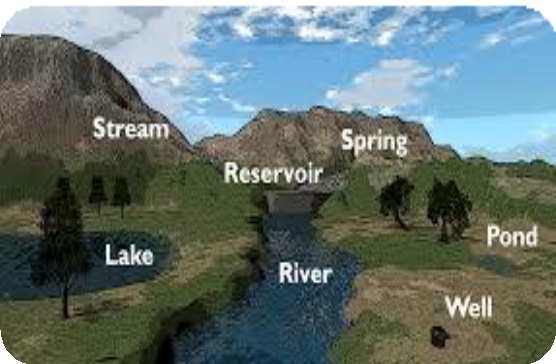 Stream
Spring
Reservoir
Pond
Lake
River
Well